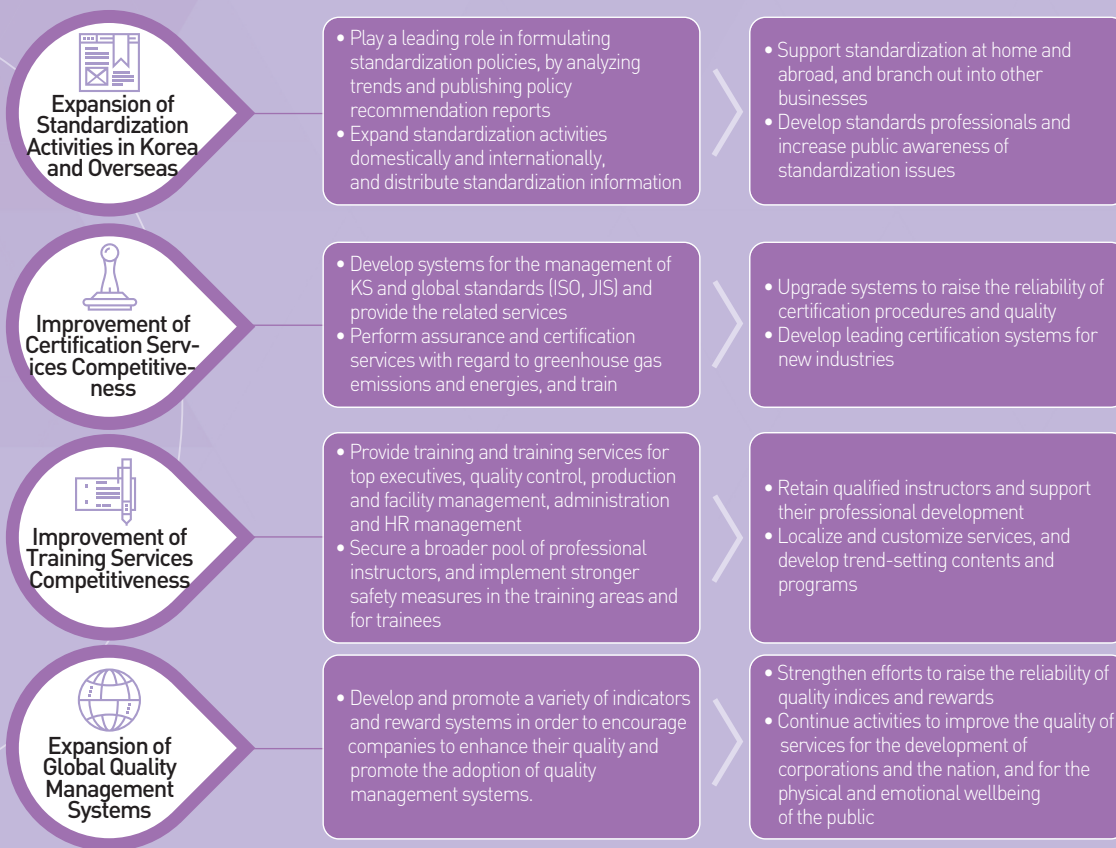 Expansion of
Standardization
Activities in Korea
and Overseas
• Play a leading role in formulating
standardization policies, by analyzing
trends and publishing policy
recommendation reports
• Expand standardization activities
domestically and internationally,
and distribute standardization information
• Support standardization at home and
abroad, and branch out into other
businesses
• Develop standards professionals and
increase public awareness of
standardization issues
Improvement of
Certification Serv-
ices Competitive-
ness
• Develop systems for the management of
KS and global standards (ISO, JIS) and
provide the related services
• Perform assurance and certification
services with regard to greenhouse gas
emissions and energies, and train
• Upgrade systems to raise the reliability of
certification procedures and quality
• Develop leading certification systems for
new industries
Improvement of
Training Services
Competitiveness
• Provide training and training services for
top executives, quality control, production
and facility management, administration
and HR management
• Secure a broader pool of professional
instructors, and implement stronger
safety measures in the training areas and
for trainees
• Retain qualified instructors and support
their professional development
• Localize and customize services, and
develop trend-setting contents and
programs
Expansion of
Global Quality
Management
Systems
• Develop and promote a variety of indicators
and reward systems in order to encourage
companies to enhance their quality and
promote the adoption of quality
management systems.
• Strengthen efforts to raise the reliability of
quality indices and rewards
• Continue activities to improve the quality of
services for the development of
corporations and the nation, and for the
physical and emotional wellbeing
of the public